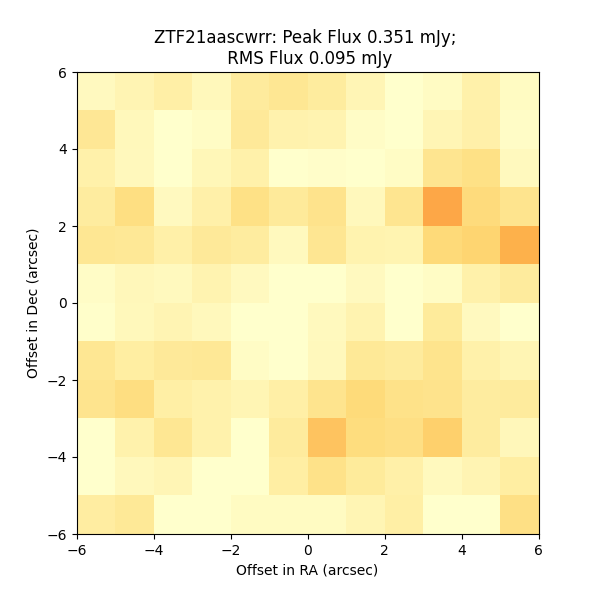 ZTF21aascwrr: Peak Flux 0.351 mJy;
RMS Flux 0.095 mJy
6
4
2
0
−2
−4
−6
Offset in Dec (arcsec)
−6 −4 −2 0 2 4 6
Offset in RA (arcsec)